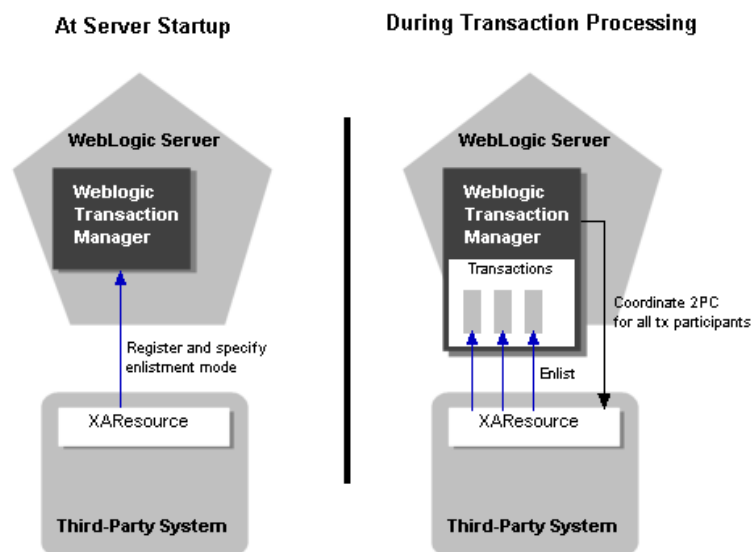 At Server Startup
WebLogic Server
Weblogic
Transaction
Manager
Register and specify
enlistment mode
XAResource
Third-Party System
During Transaction Processing
WebLogic Server
Weblogic
Transaction
Manager
Transactions
Coordinate 2PC
for all tx participants
Enlist
XAResource
Third-Party System